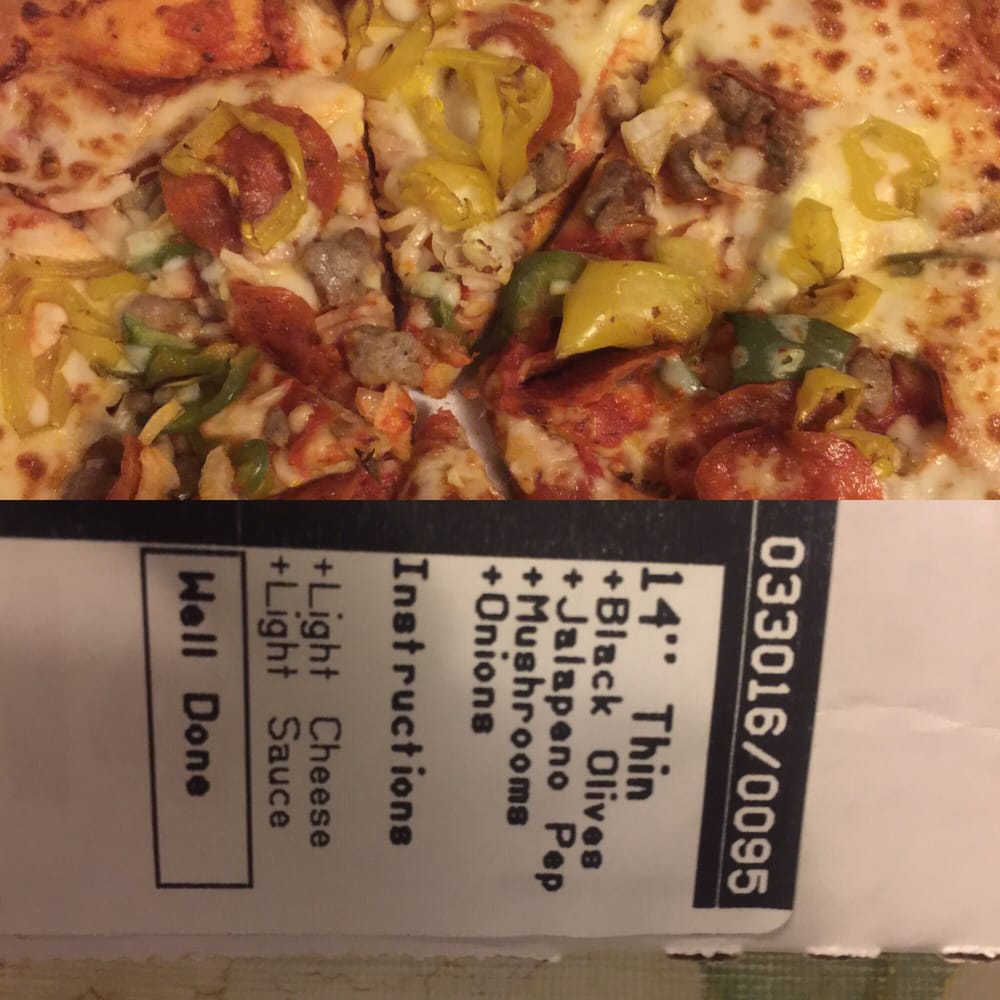 033016/0095
14'' Thin
+Black Olives
+Jalapeno Pep
+Mushrooms
+Onions
Instructions
+Light Cheese
+Light Sauce
Well Done